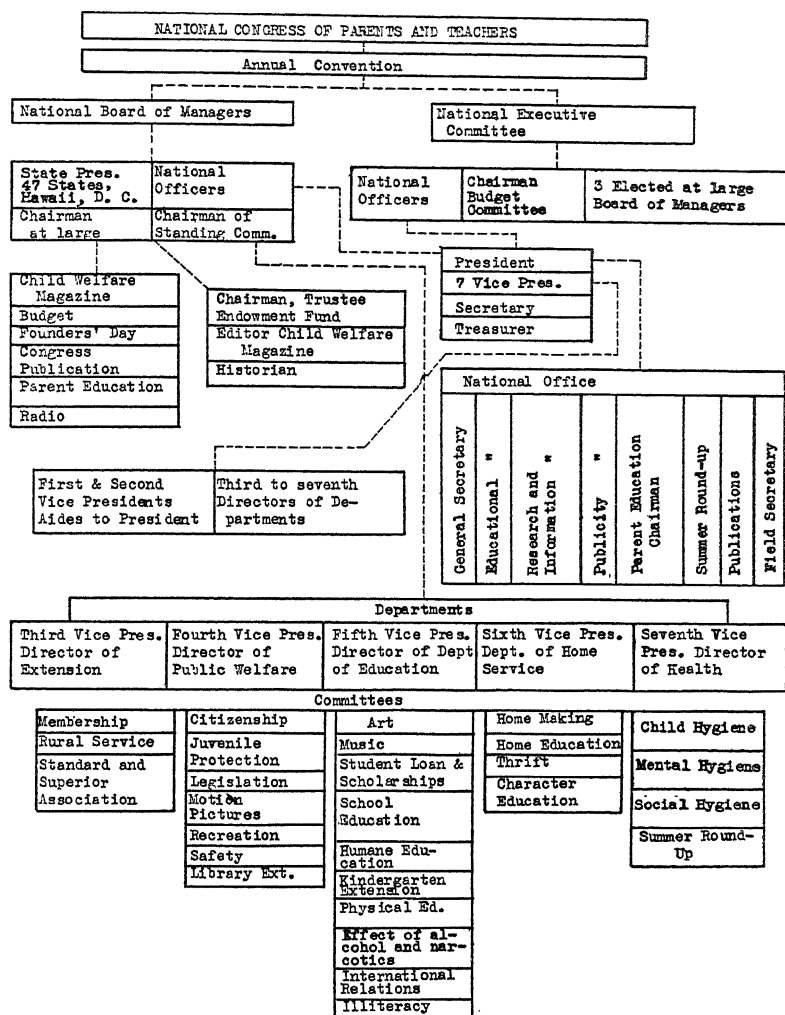 NATIONAL CONGRESS OF PARENTS AND TEACHERS
Annual Convention
National Board of Managers
National Executive
Committee
State Pres.
47 States,
Hawaii, D. C.
National
Officers
Chairman
at large
Chairman of
Standing Comm.
National
Officers
Chairman
Budget
Committee
3 Elected at large
Board of Managers
President
7 Vice Pres.
Secretary
Treasurer
Child Welfare
Magazine
Budget
Founders' Day
Congress
Publication
Parent Education
Radio
Chairman, Trustee
Endowment Fund
Editor Child Welfare
Magazine
Historian
National Office
General Secretary
Educational "
Research and
Information "
Publicity "
Parent Education
Chairman
Summer Round-up
Publications
Field Secretary
First & Second
Vice Presidents
Aides to President
Third to seventh
Directors of De-
partments
Departments
Third Vice Pres.
Director of
Extension
Fourth Vice Pres.
Director of
Public Welfare
Fifth Vice Pres.
Director of Dept
of Education
Sixth Vice Pres.
Dept. of Home
Service
Seventh Vice
Pres. Director
of Health
Committees
Membership
Rural Service
Standard and
Superior
Association
Citizenship
Juvenile
Protection
Legislation
Motion
Pictures
Recreation
Safety
Library Ext.
Art
Music
Student Loan &
Scholarships
School
Education
Humane Edu-
cation
Kindergarten
Extension
Physical Ed.
Effect of al-
cohol and nar-
cotics
International
Relations
Illiteracy
Home Making
Home Education
Thrift
Character
Education
Child Hygiene
Mental Hygiene
Social Hygiene
Summer Round-
Up